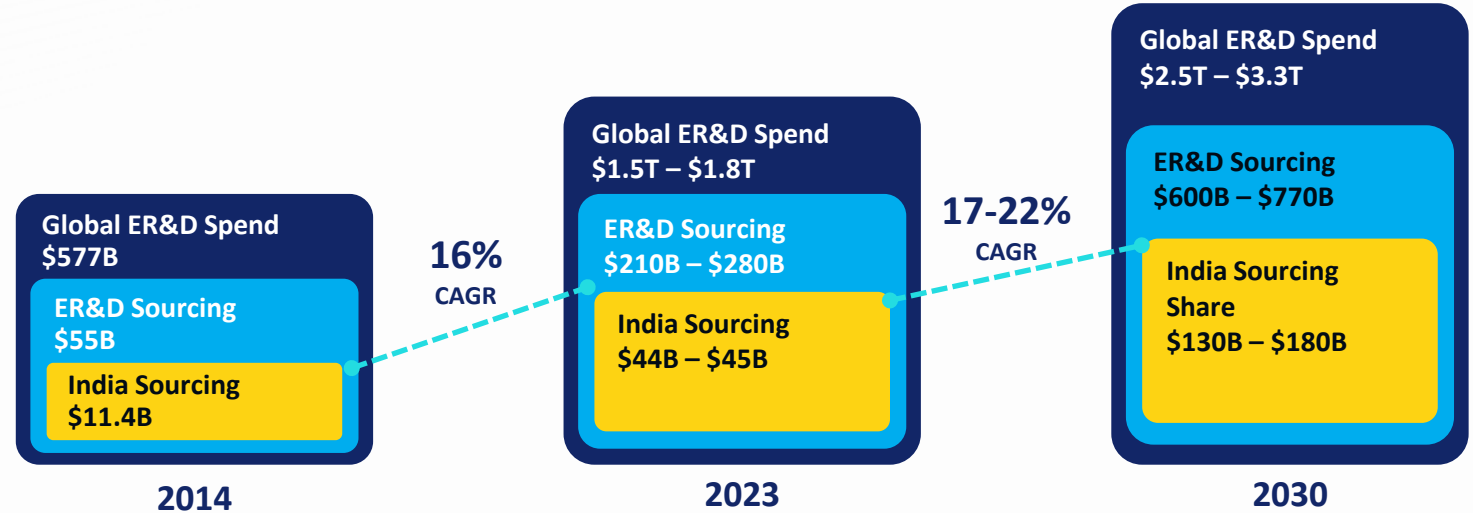 Global ER&D Spend
$577B
ER&D Sourcing
$55B
India Sourcing
$11.4B
2014
16%
CAGR
Global ER&D Spend
$1.5T – $1.8T
ER&D Sourcing
$210B – $280B
India Sourcing
$44B – $45B
2023
17-22%
CAGR
Global ER&D Spend
$2.5T – $3.3T
ER&D Sourcing
$600B – $770B
India Sourcing
Share
$130B – $180B
2030